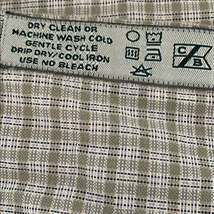 DRY CLEAN OR
MACHINE WASH COLD
GENTLE CYCLE
DRIP DRY/COOL IRON
USE NO BLEACH
C
B